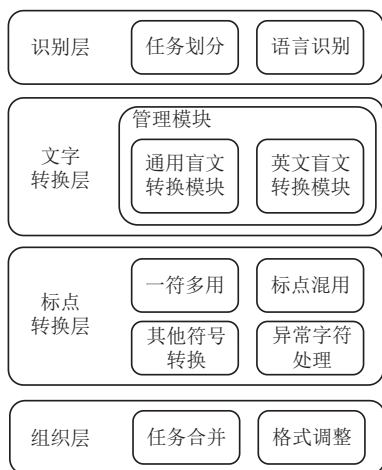 识别层 任务划分 语言识别
管理模块
文字
转换层
通用盲文
转换模块
英文盲文
转换模块
标点
转换层
一符多用 标点混用
其他符号
转换
异常字符
处理
组织层 任务合并 格式调整